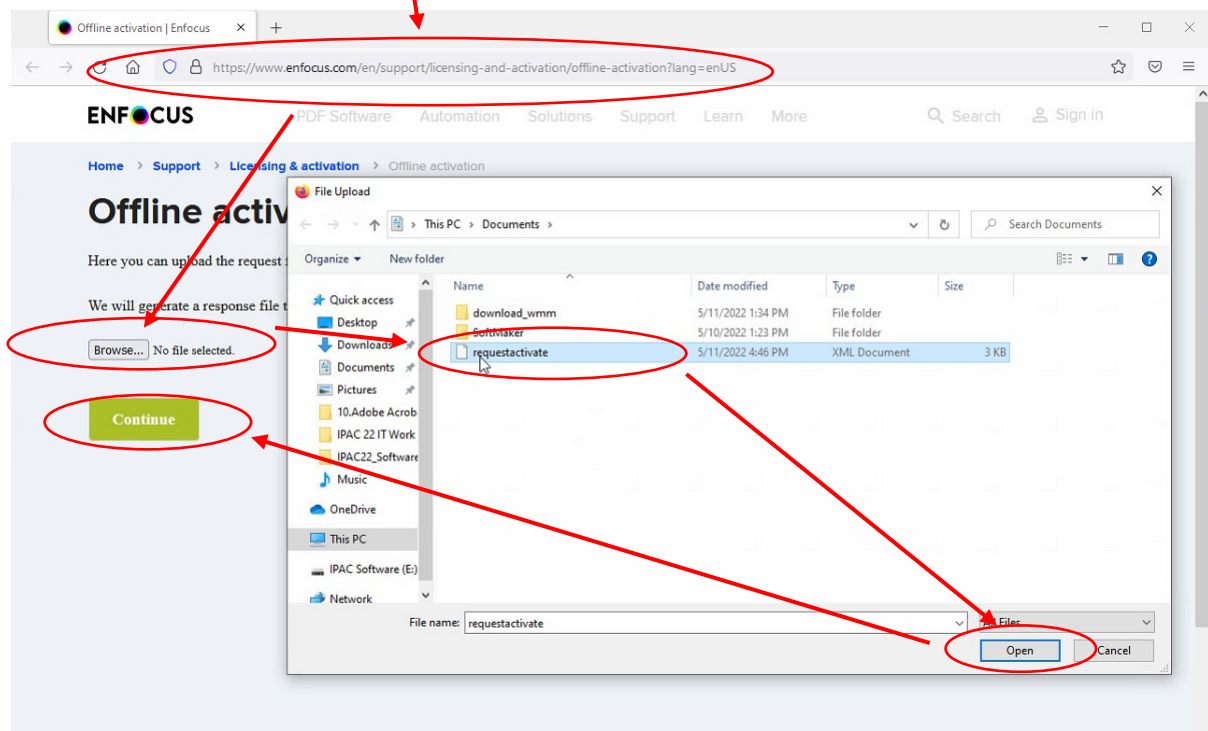 Offline activation | Enfocus
https://www.enfocus.com/en/support/licensing-and-activation/offline-activation?lang=enUS
ENFOCUS PDF Software Automation Solutions Support Learn More Search Sign in
Home > Support > Licensing & activation > Offline activation
File Upload
Offline activ
This PC > Documents > Search Documents
Here you can upload the request
Organize New folder
Name Date modified Type Size
Quick access
We will generate a response file t
download_wmm 5/11/2022 1:34 PM File folder
Desktop
SoftMaker 5/10/2022 1:23 PM File folder
Downloads
Browse... No file selected.
requestactivate 5/11/2022 4:46 PM XML Document 3 KB
Documents
Pictures
10.Adobe Acrob
Continue
IPAC 22 IT Work
IPAC22_Software
Music
OneDrive
This PC
IPAC Software (E:)
Network
File name: requestactivate All Files
Open Cancel